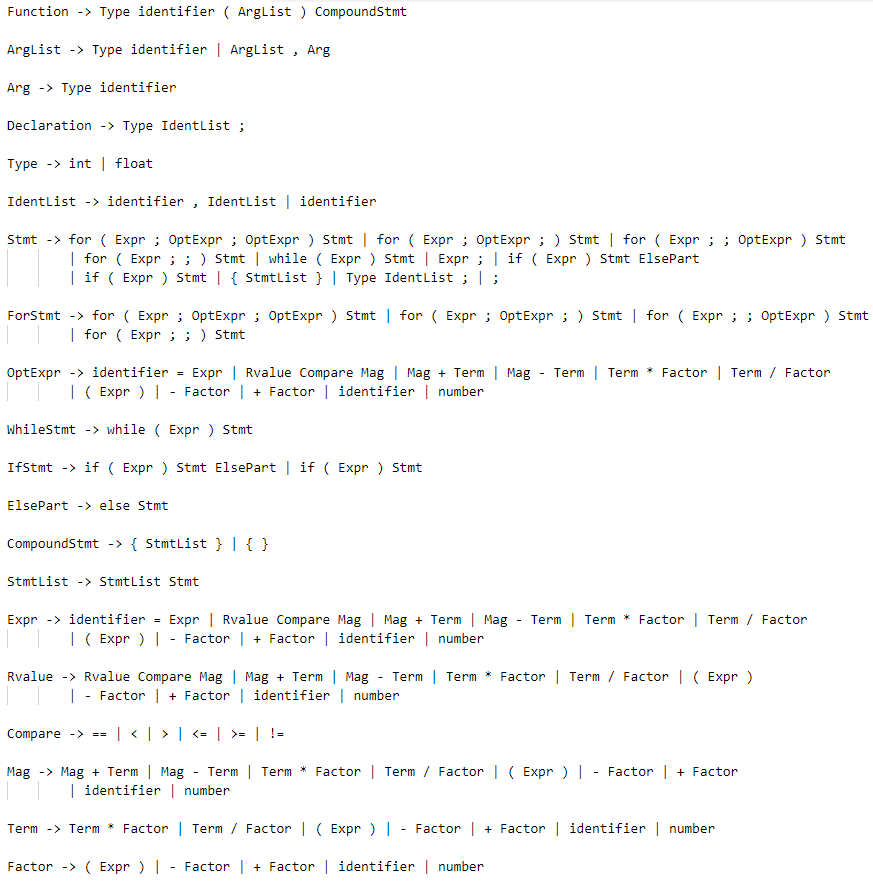 Function -> Type identifier ( ArgList ) CompoundStmt
ArgList -> Type identifier | ArgList , Arg
Arg -> Type identifier
Declaration -> Type IdentList ;
Type -> int | float
IdentList -> identifier , IdentList | identifier
Stmt -> for ( Expr ; OptExpr ; OptExpr ) Stmt | for ( Expr ; OptExpr ; ) Stmt | for ( Expr ; ; OptExpr ) Stmt
| for ( Expr ; ; ) Stmt | while ( Expr ) Stmt | Expr ; | if ( Expr ) Stmt ElsePart
| if ( Expr ) Stmt | { StmtList } | Type IdentList ; | ;
ForStmt -> for ( Expr ; OptExpr ; OptExpr ) Stmt | for ( Expr ; OptExpr ; ) Stmt | for ( Expr ; ; OptExpr ) Stmt
| for ( Expr ; ; ) Stmt
OptExpr -> identifier = Expr | Rvalue Compare Mag | Mag + Term | Mag - Term | Term * Factor | Term / Factor
| ( Expr ) | - Factor | + Factor | identifier | number
WhileStmt -> while ( Expr ) Stmt
IfStmt -> if ( Expr ) Stmt ElsePart | if ( Expr ) Stmt
ElsePart -> else Stmt
CompoundStmt -> { StmtList } | { }
StmtList -> StmtList Stmt
Expr -> identifier = Expr | Rvalue Compare Mag | Mag + Term | Mag - Term | Term * Factor | Term / Factor
| ( Expr ) | - Factor | + Factor | identifier | number
Rvalue -> Rvalue Compare Mag | Mag + Term | Mag - Term | Term * Factor | Term / Factor | ( Expr )
| - Factor | + Factor | identifier | number
Compare -> == | < | > | <= | >= | !=
Mag -> Mag + Term | Mag - Term | Term * Factor | Term / Factor | ( Expr ) | - Factor | + Factor
| identifier | number
Term -> Term * Factor | Term / Factor | ( Expr ) | - Factor | + Factor | identifier | number
Factor -> ( Expr ) | - Factor | + Factor | identifier | number